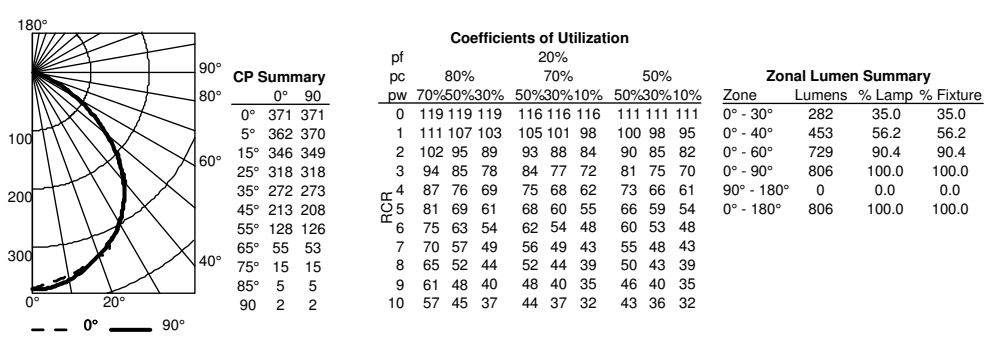 180°
90°
80°
60°
40°
100
200
300
0° 20°
0° 90°
CP Summary
0° 90
0° 371 371
5° 362 370
15° 346 349
25° 318 318
35° 272 273
45° 213 208
55° 128 126
65° 55 53
75° 15 15
85° 5 5
90 2 2
Coefficients of Utilization
pf 20%
pc 80% 70% 50%
pw 70%50%30% 50%30%10% 50%30%10%
RCR
0 119 119 119 116 116 116 111 111 111
1 111 107 103 105 101 98 100 98 95
2 102 95 89 93 88 84 90 85 82
3 94 85 78 84 77 72 81 75 70
4 87 76 69 75 68 62 73 66 61
5 81 69 61 68 60 55 66 59 54
6 75 63 54 62 54 48 60 53 48
7 70 57 49 56 49 43 55 48 43
8 65 52 44 52 44 39 50 43 39
9 61 48 40 48 40 35 46 40 35
10 57 45 37 44 37 32 43 36 32
Zonal Lumen Summary
Zone Lumens % Lamp % Fixture
0° - 30° 282 35.0 35.0
0° - 40° 453 56.2 56.2
0° - 60° 729 90.4 90.4
0° - 90° 806 100.0 100.0
90° - 180° 0 0.0 0.0
0° - 180° 806 100.0 100.0